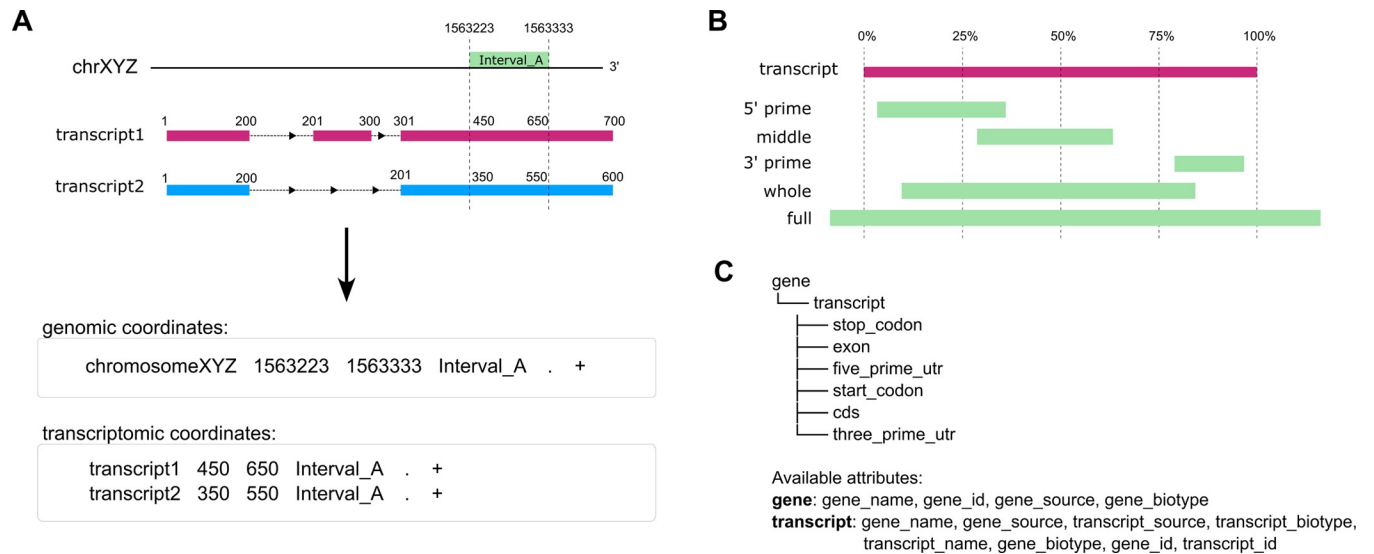 A
1563223 1563333
chrXYZ Interval_A 3'
transcript1 1 200 201 300 301 450 650 700
transcript2 1 200 201 350 550 600
genomic coordinates:
chromosomeXYZ 1563223 1563333 Interval_A . +
transcriptomic coordinates:
transcript1 450 650 Interval_A . +
transcript2 350 550 Interval_A . +
B
0% 25% 50% 75% 100%
transcript
5' prime
middle
3' prime
whole
full
C
gene
transcript
stop_codon
exon
five_prime_utr
start_codon
cds
three_prime_utr
Available attributes:
gene: gene_name, gene_id, gene_source, gene_biotype
transcript: gene_name, gene_source, transcript_source, transcript_biotype,
transcript_name, gene_biotype, gene_id, transcript_id